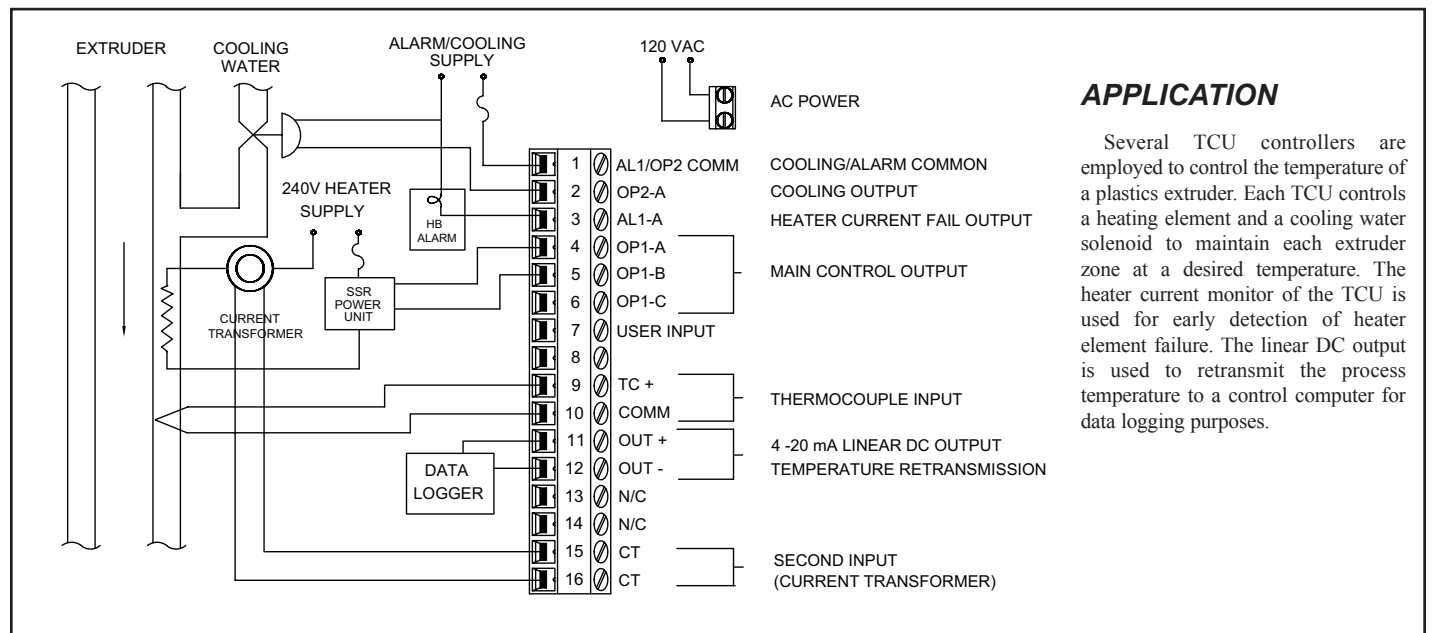 EXTRUDER
COOLING
WATER
ALARM/COOLING
SUPPLY
120 VAC
AC POWER
240V HEATER
SUPPLY
HB
ALARM
SSR
POWER
UNIT
CURRENT
TRANSFORMER
DATA
LOGGER
1 AL1/OP2 COMM COOLING/ALARM COMMON
2 OP2-A COOLING OUTPUT
3 AL1-A HEATER CURRENT FAIL OUTPUT
4 OP1-A
5 OP1-B MAIN CONTROL OUTPUT
6 OP1-C
7 USER INPUT
8
9 TC +
THERMOCOUPLE INPUT
10 COMM
11 OUT +
4 -20 mA LINEAR DC OUTPUT
12 OUT -
TEMPERATURE RETRANSMISSION
13 N/C
14 N/C
15 CT
SECOND INPUT
16 CT
(CURRENT TRANSFORMER)
APPLICATION
Several TCU controllers are
employed to control the temperature of
a plastics extruder. Each TCU controls
a heating element and a cooling water
solenoid to maintain each extruder
zone at a desired temperature. The
heater current monitor of the TCU is
used for early detection of heater
element failure. The linear DC output
is used to retransmit the process
temperature to a control computer for
data logging purposes.